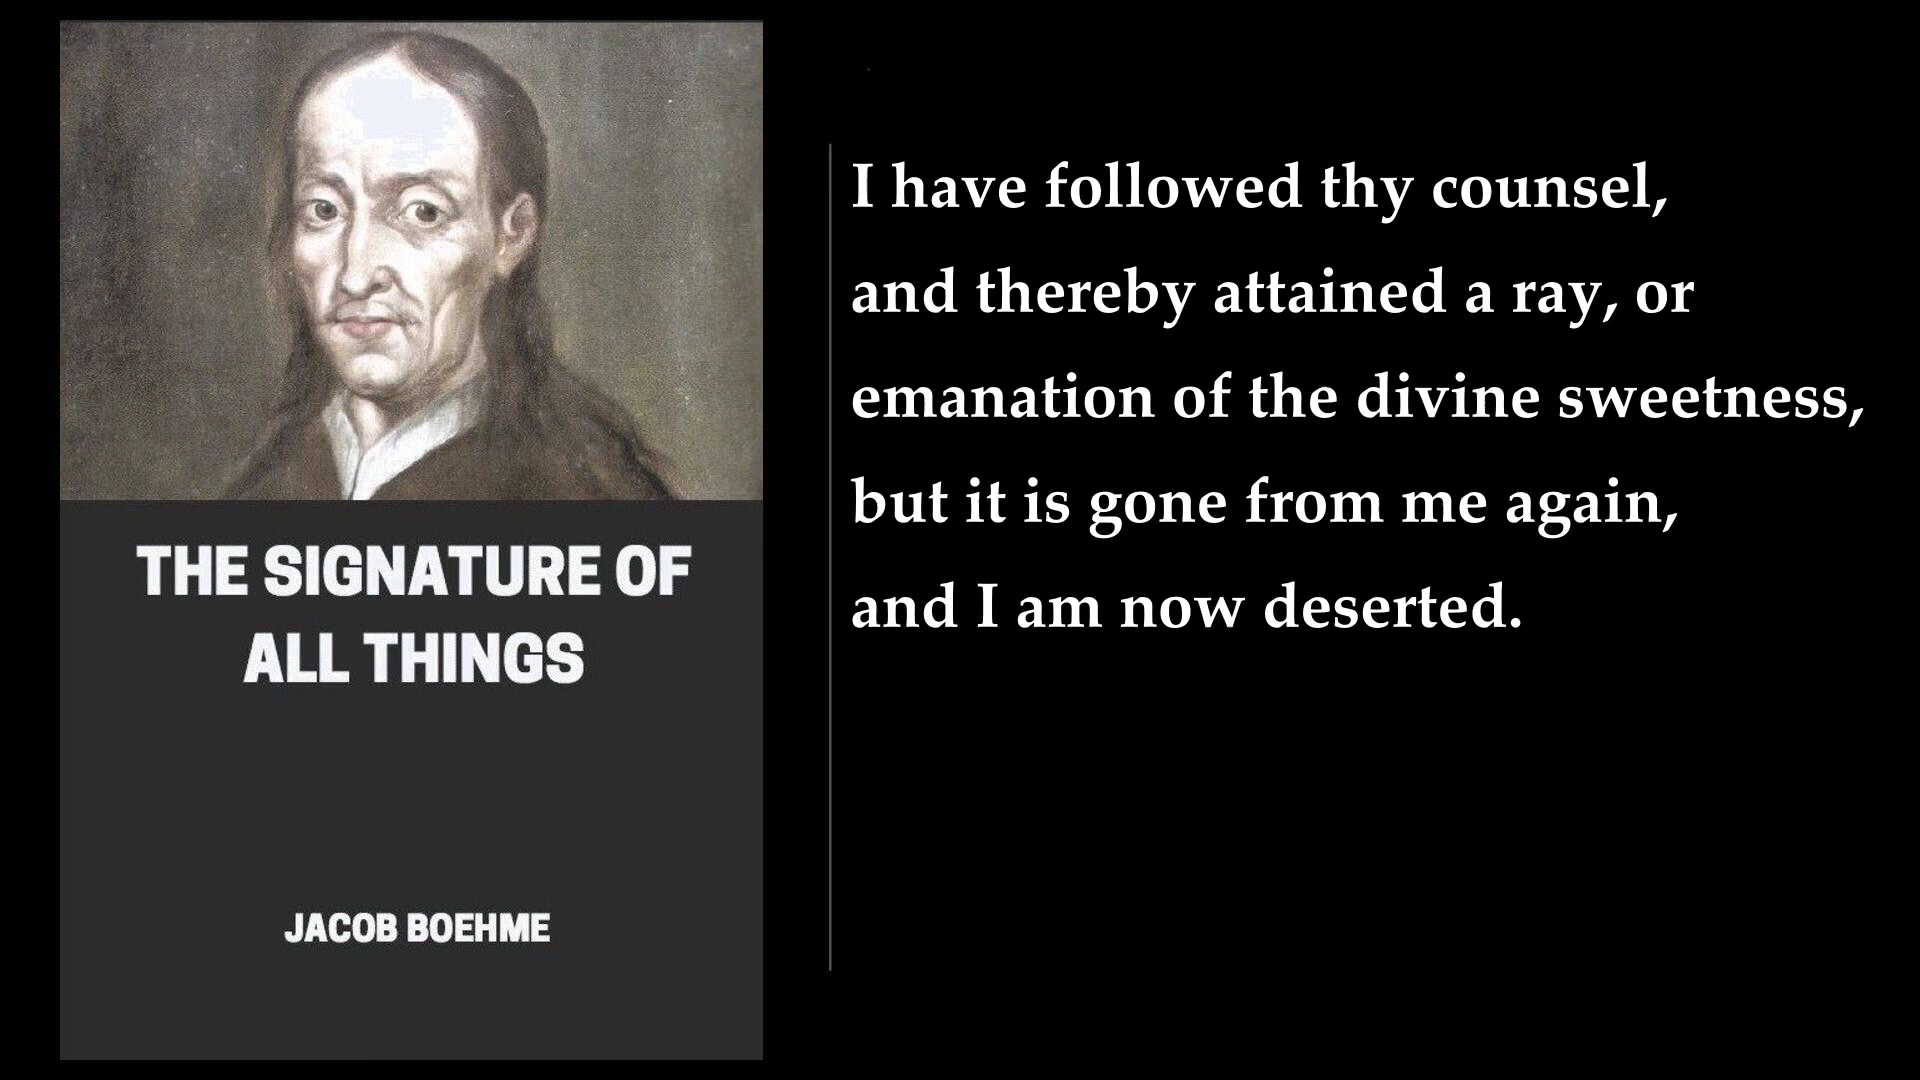 THE SIGNATURE OF
ALL THINGS
JACOB BOEHME
I have followed thy counsel,
and thereby attained a ray, or
emanation of the divine sweetness,
but it is gone from me again,
and I am now deserted.